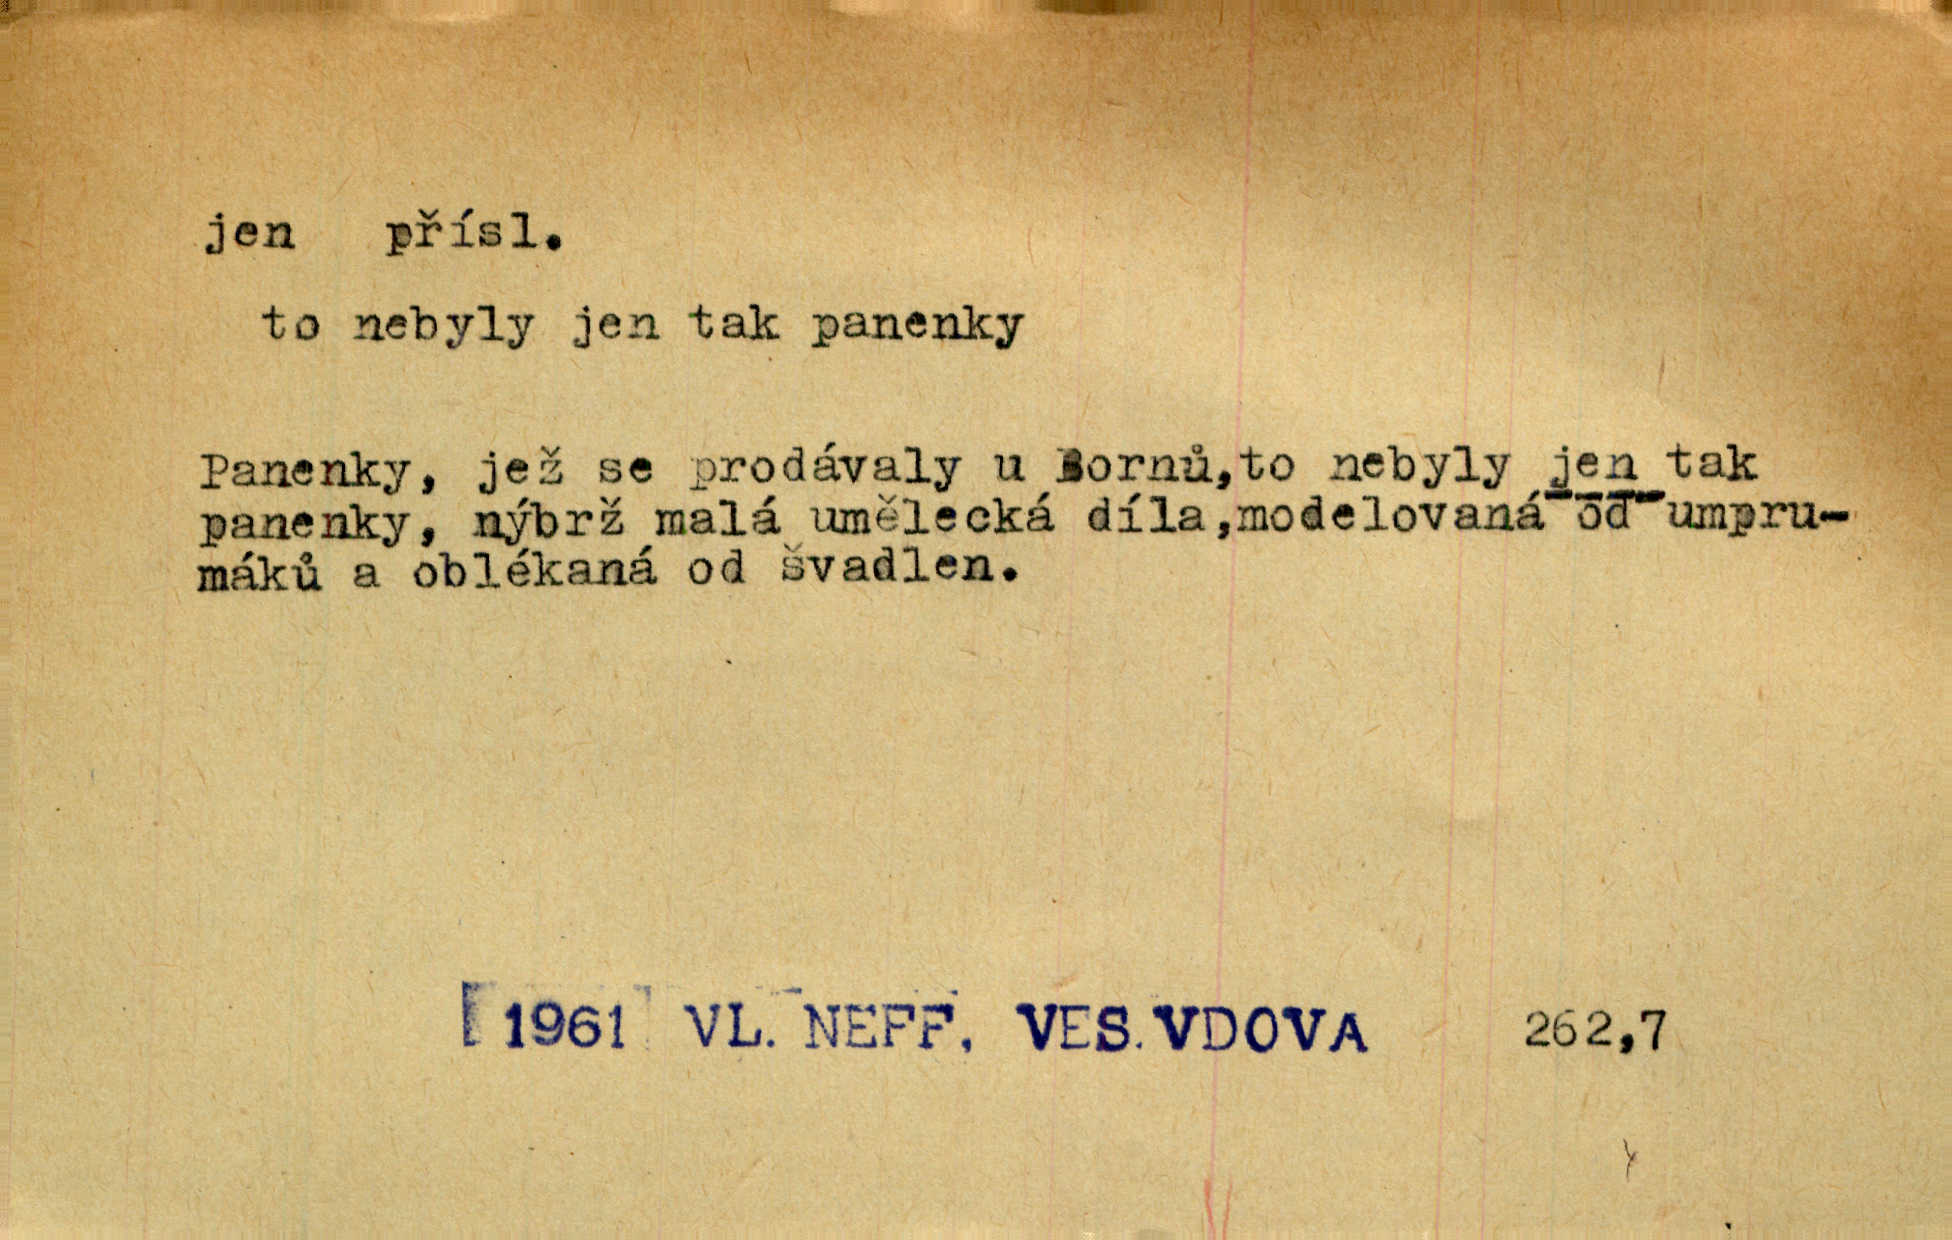 jen přísl.
to nebyly jen tak panenky
Panenky, jež se prodávaly u Bornů,to nebyly jen tak
panenky, nýbrž malá umělecká díla,modelovaná od umpru-
máků a oblékaná od švadlen.
[1961] VL. NEFF, VES. VDOVA 262,7